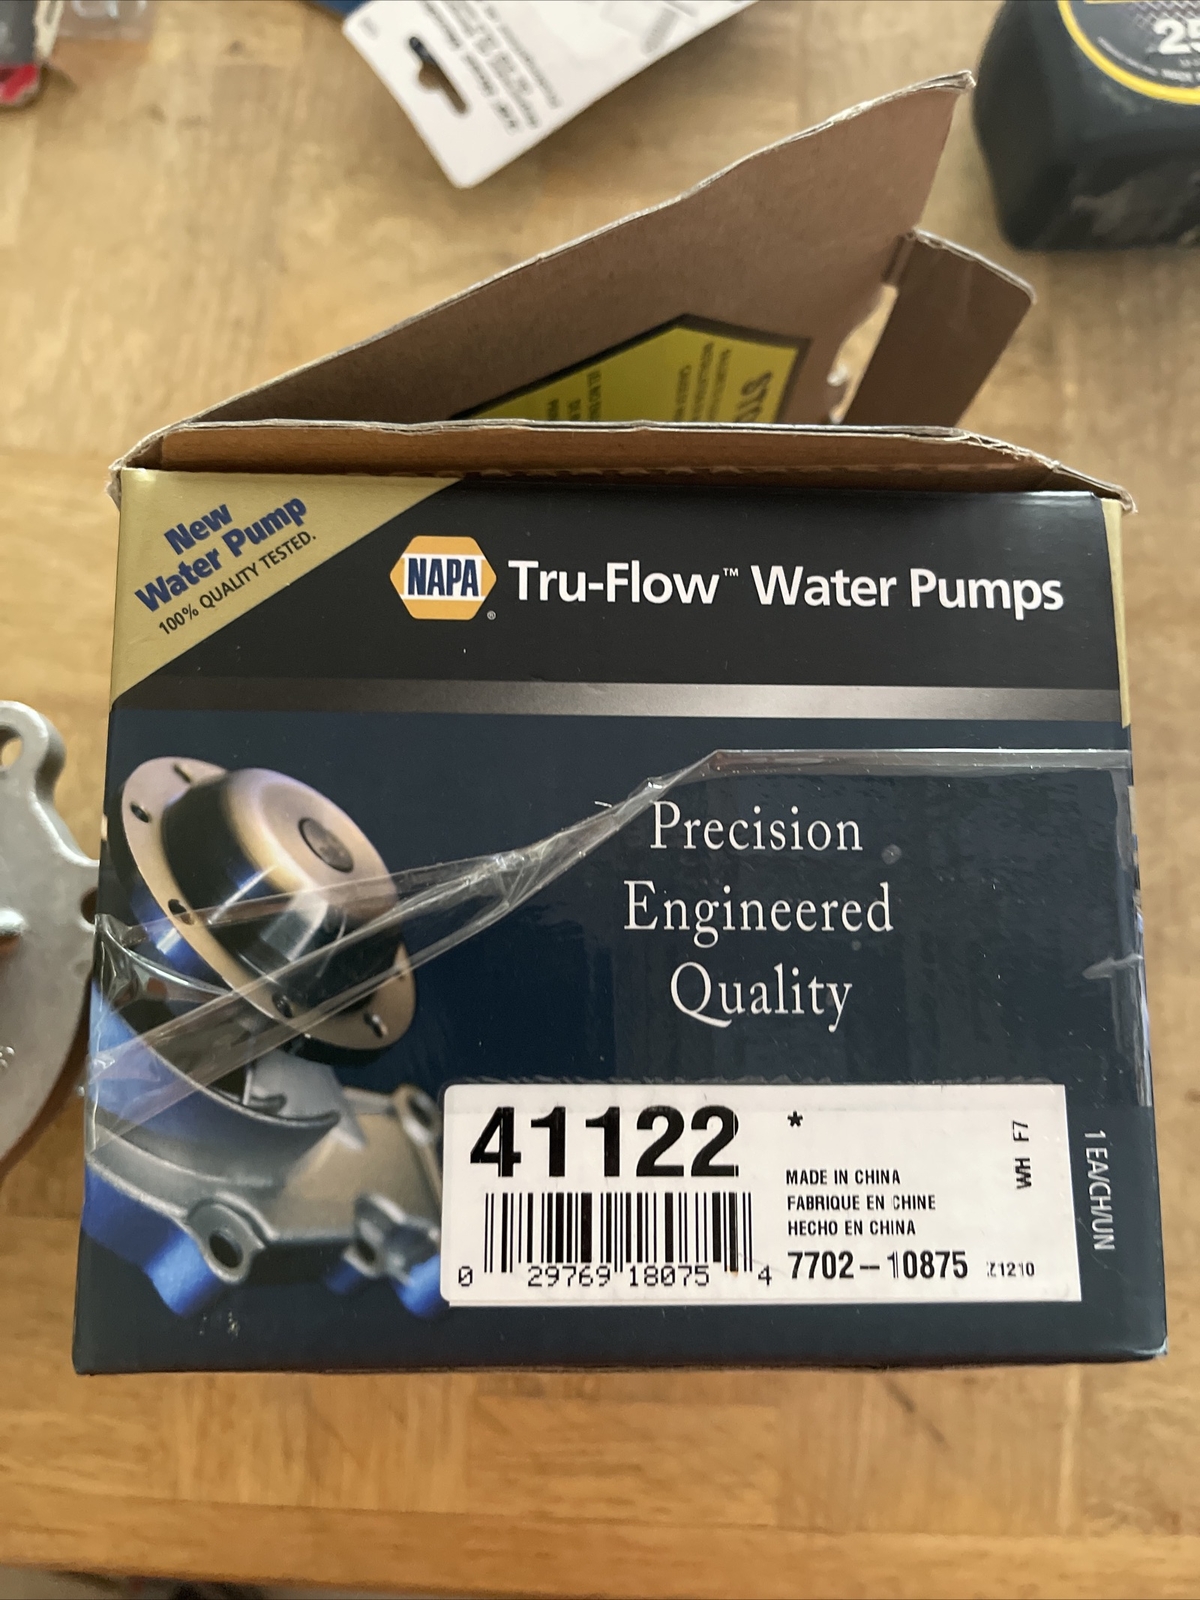 25
New
Water Pump
100% QUALITY TESTED.
NAPA ® Tru-Flow™ Water Pumps
Precision
Engineered
Quality
41122
*
MADE IN CHINA
FABRIQUE EN CHINE
HECHO EN CHINA
7702-10875 Z1210
0 29769 18075 4
WH F7
1 EA/CH/UN